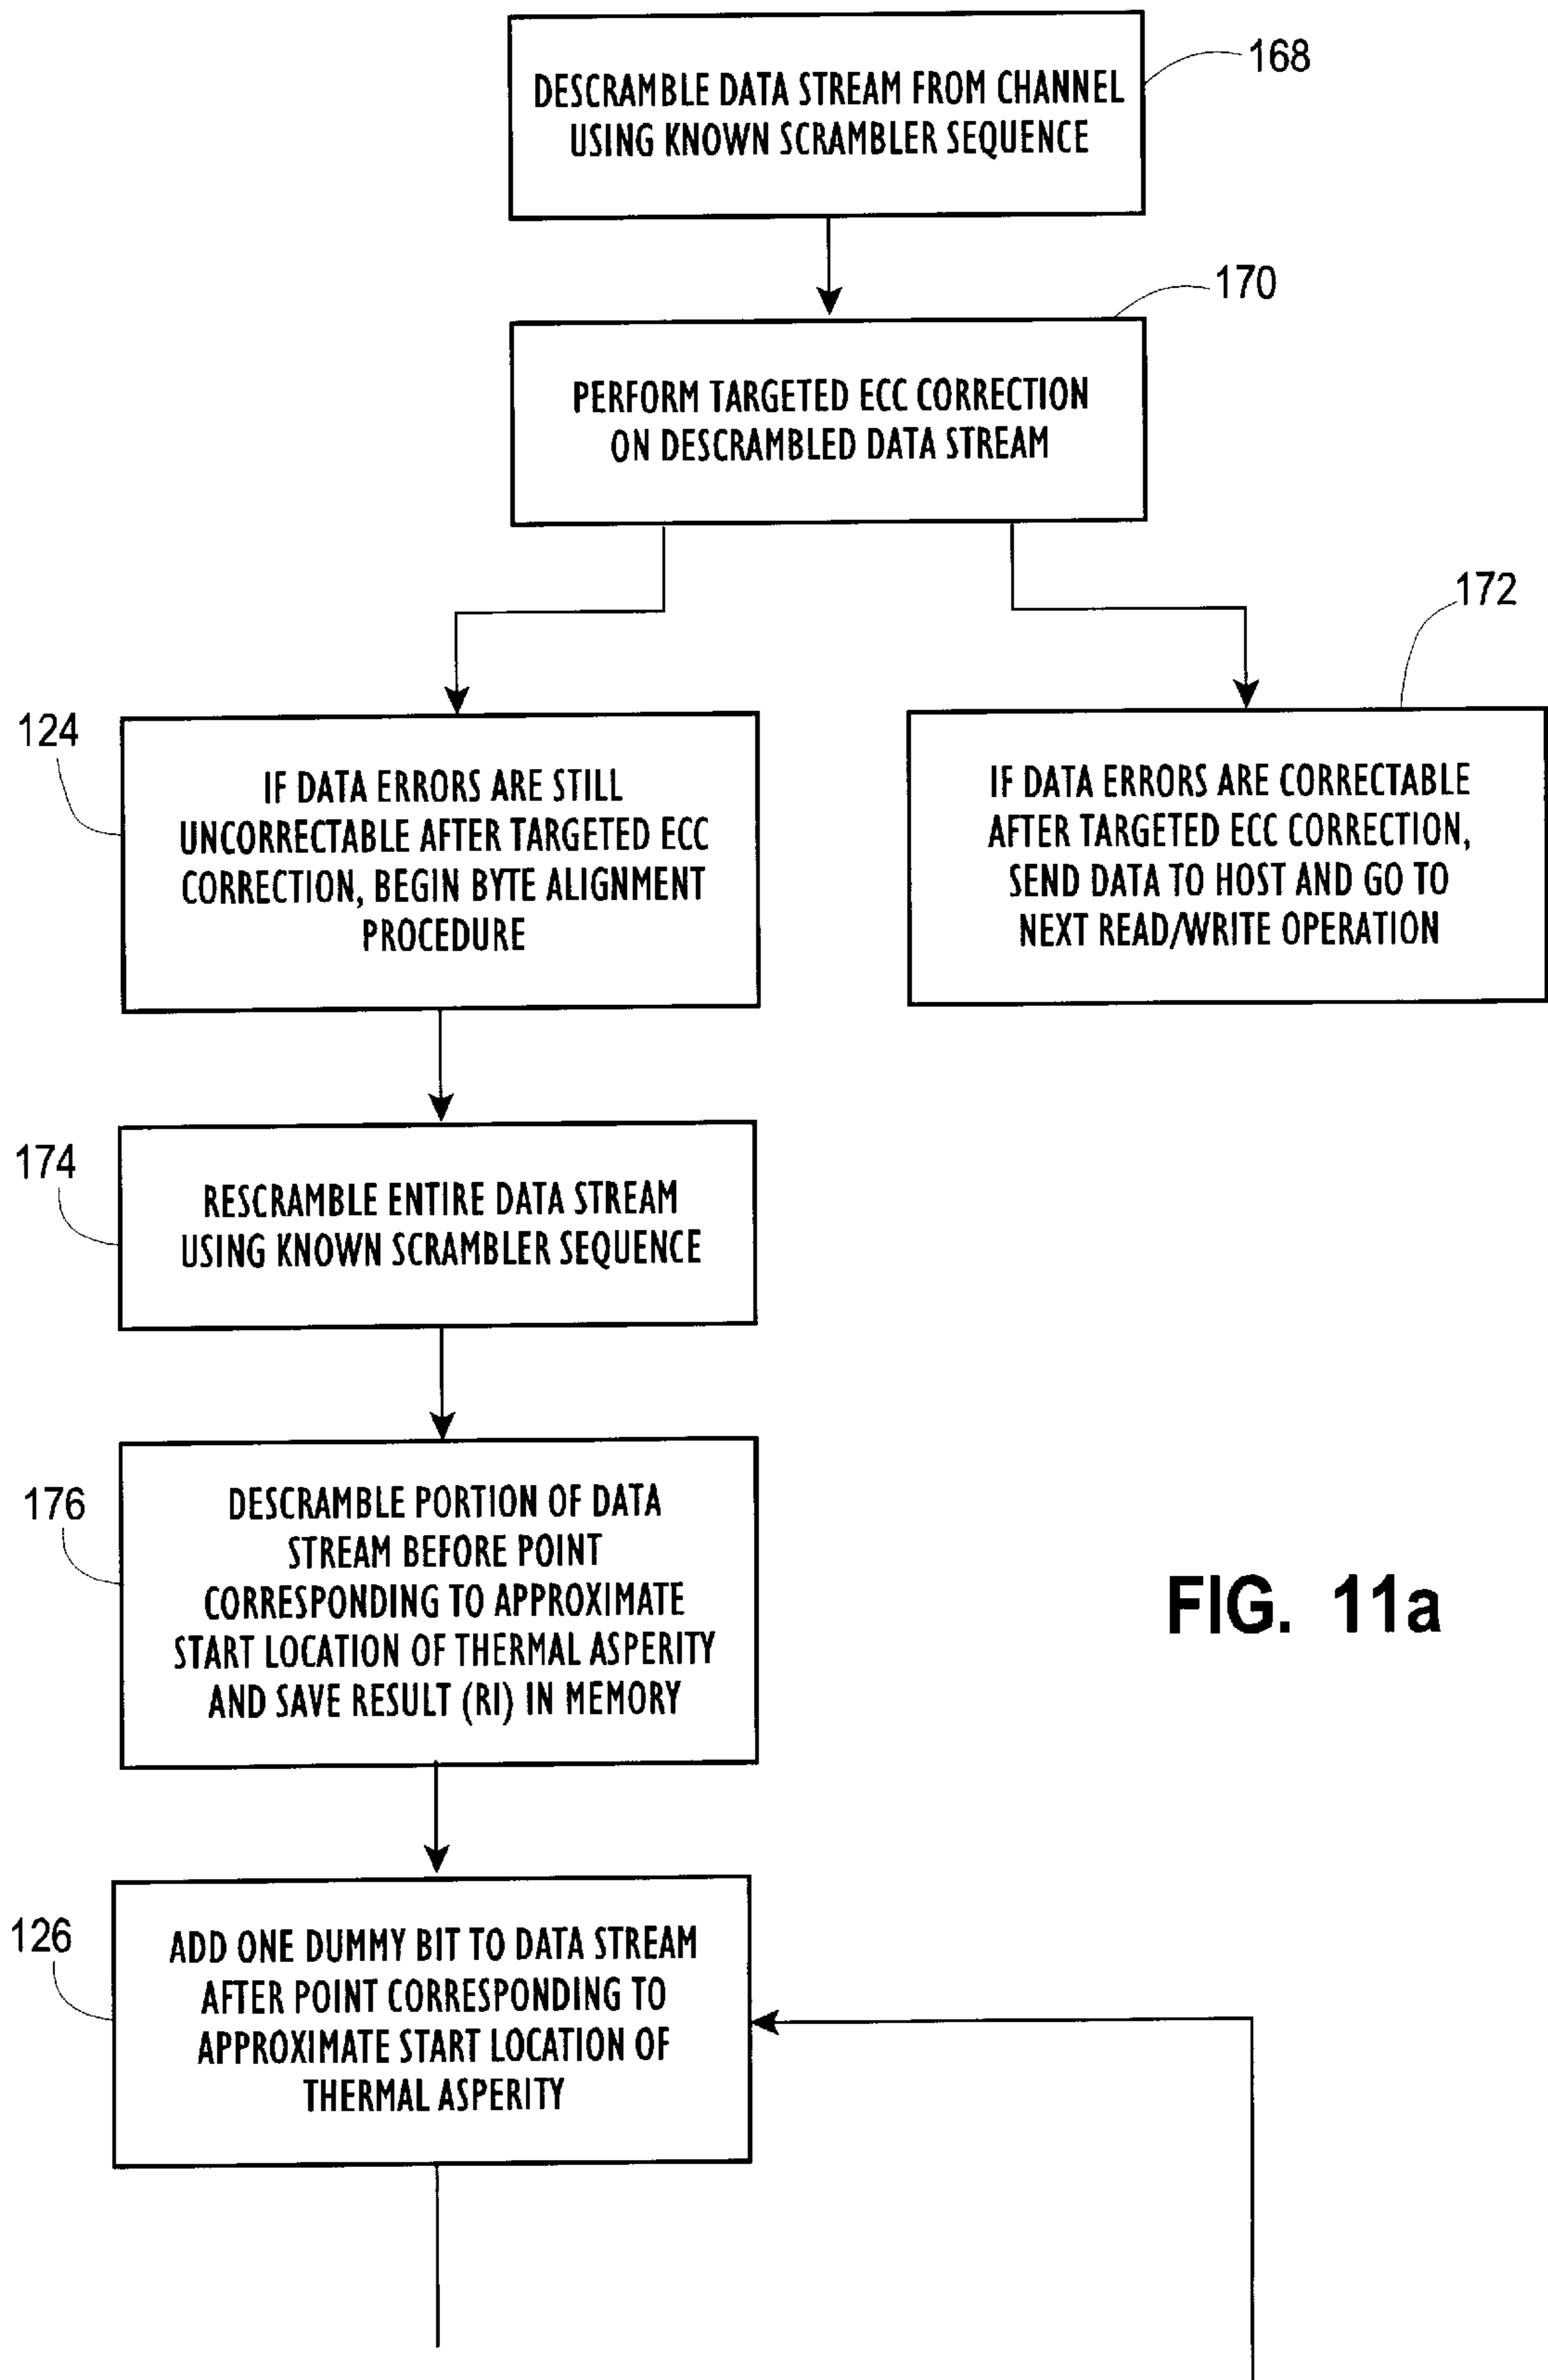 168
DESCRAMBLE DATA STREAM FROM CHANNEL
USING KNOWN SCRAMBLER SEQUENCE
170
PERFORM TARGETED ECC CORRECTION
ON DESCRAMBLED DATA STREAM
172
124
IF DATA ERRORS ARE STILL
UNCORRECTABLE AFTER TARGETED ECC
CORRECTION, BEGIN BYTE ALIGNMENT
PROCEDURE
IF DATA ERRORS ARE CORRECTABLE
AFTER TARGETED ECC CORRECTION,
SEND DATA TO HOST AND GO TO
NEXT READ/WRITE OPERATION
174
RESCRAMBLE ENTIRE DATA STREAM
USING KNOWN SCRAMBLER SEQUENCE
176
DESCRAMBLE PORTION OF DATA
STREAM BEFORE POINT
CORRESPONDING TO APPROXIMATE
START LOCATION OF THERMAL ASPERITY
AND SAVE RESULT (RI) IN MEMORY
FIG. 11a
126
ADD ONE DUMMY BIT TO DATA STREAM
AFTER POINT CORRESPONDING TO
APPROXIMATE START LOCATION OF
THERMAL ASPERITY